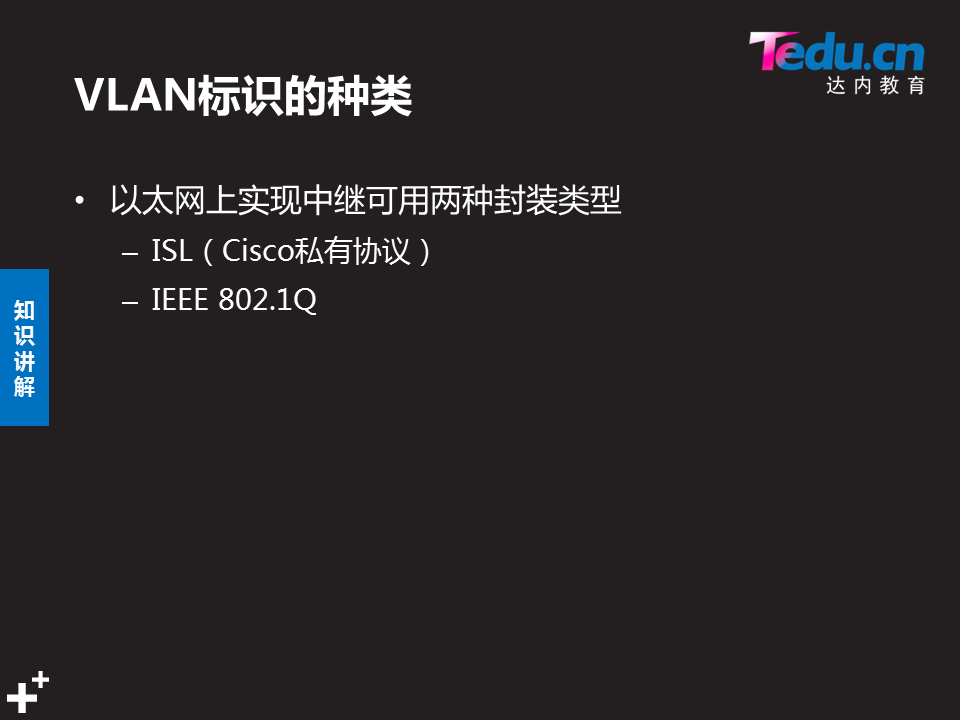 Tedu.cn
达内教育
VLAN标识的种类
• 以太网上实现中继可用两种封装类型
– ISL（Cisco私有协议）
– IEEE 802.1Q
知识讲解